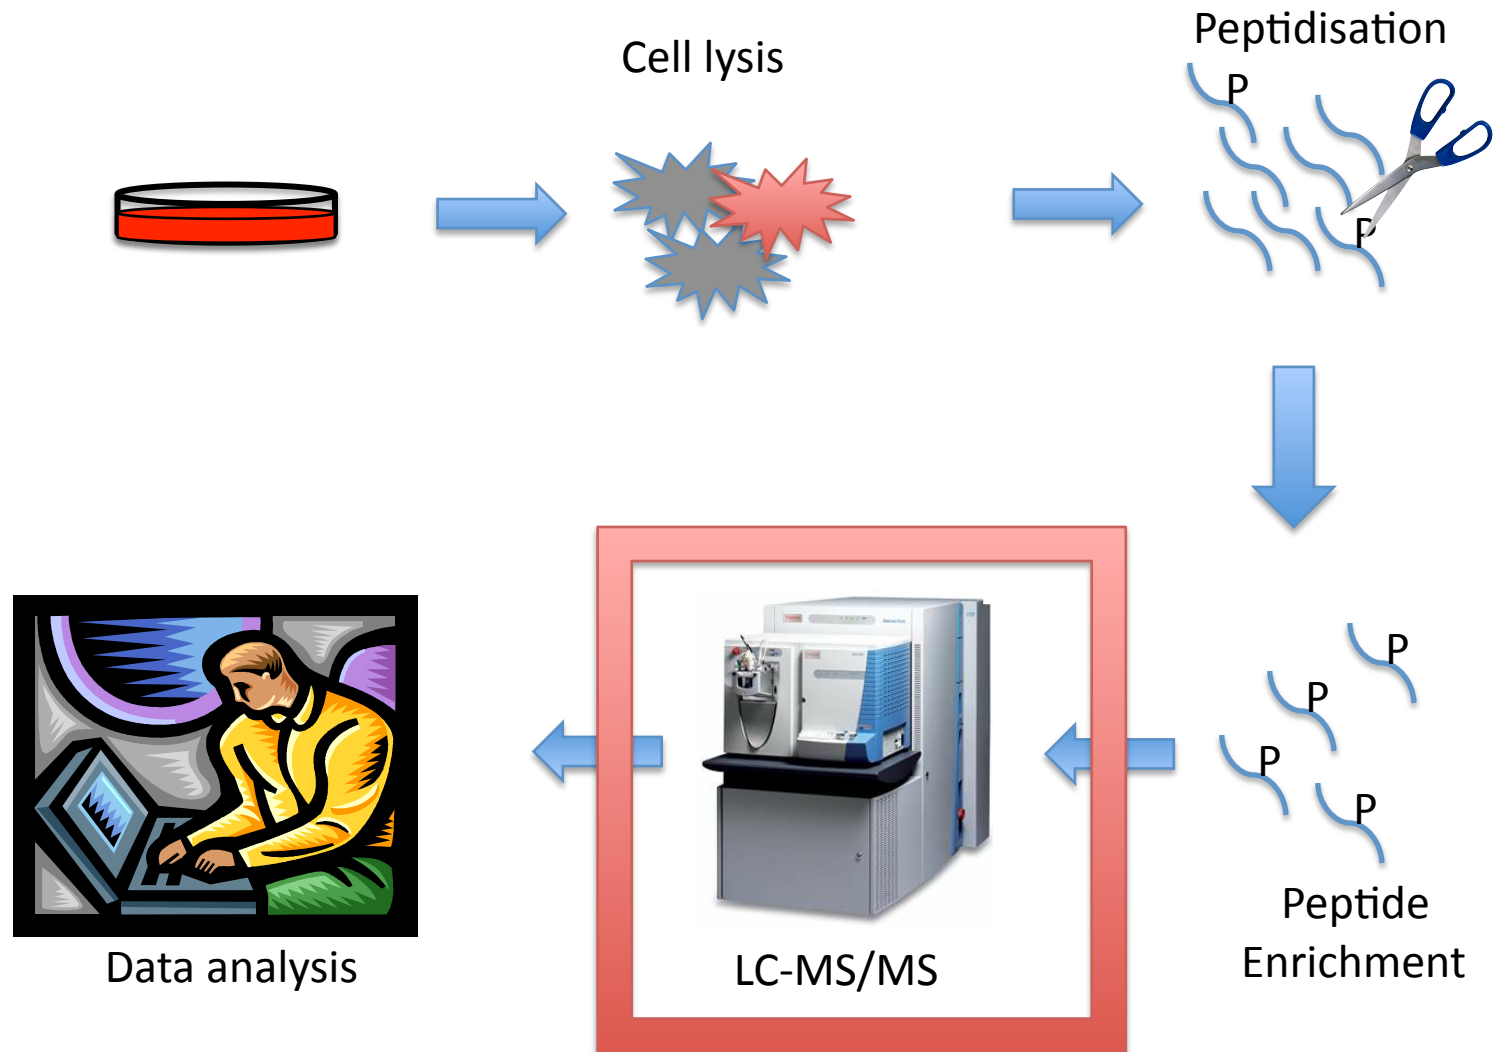 Cell lysis
Peptidisation
P
P
P
P
P
P
Peptide
Enrichment
LC-MS/MS
Data analysis